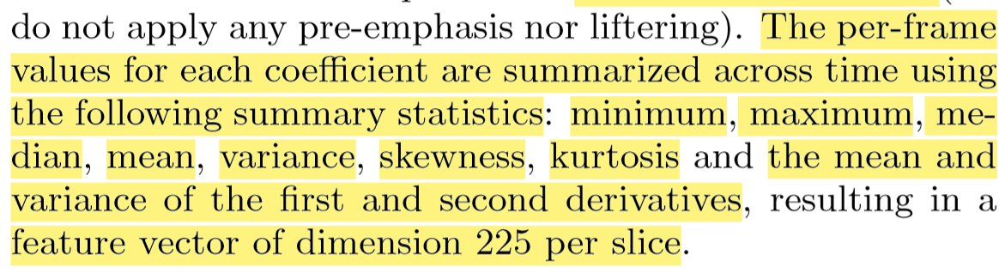 do not apply any pre-emphasis nor liftering). The per-frame
values for each coefficient are summarized across time using
the following summary statistics: minimum, maximum, me-
dian, mean, variance, skewness, kurtosis and the mean and
variance of the first and second derivatives, resulting in a
feature vector of dimension 225 per slice.